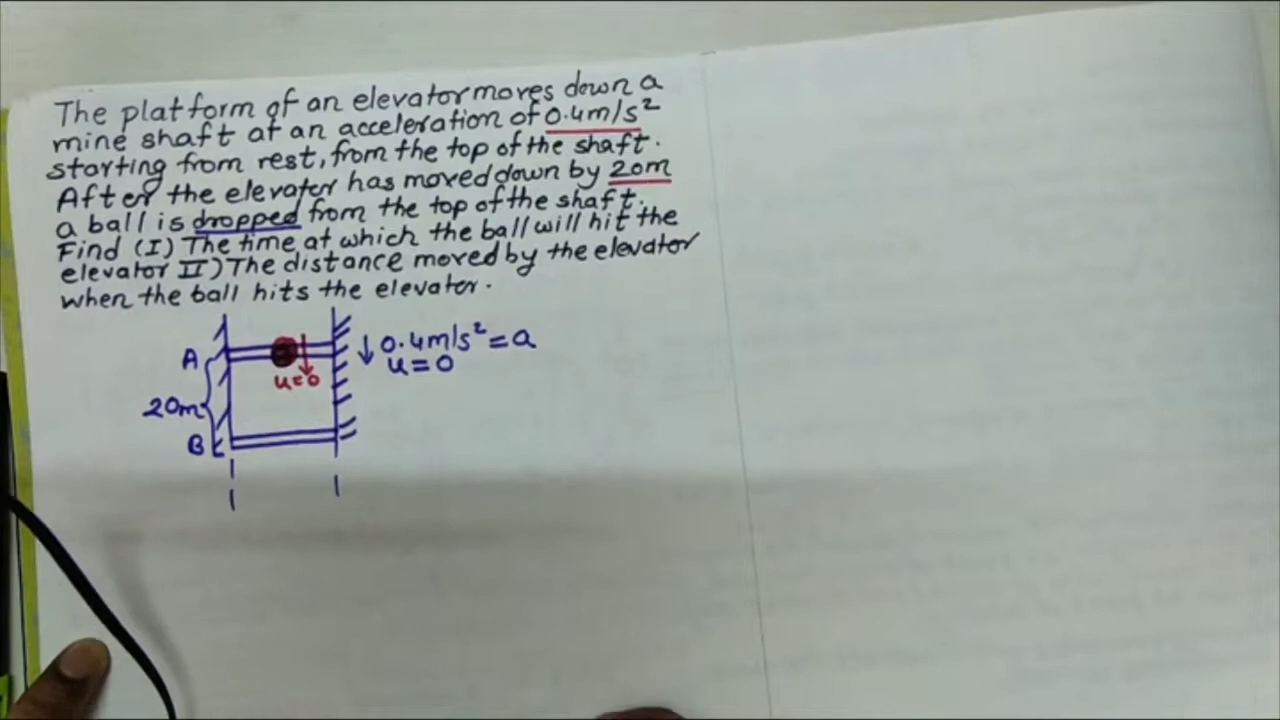 The platform of an elevator moves down a
mine shaft at an acceleration of 0.4m/s²
starting from rest, from the top of the shaft.
After the elevator has moved down by 20m
a ball is dropped from the top of the shaft.
Find (I) The time at which the ball will hit the
elevator II) The distance moved by the elevator
when the ball hits the elevator.
A
↓ 0.4m/s² = a
u=0
u=0
20m
B